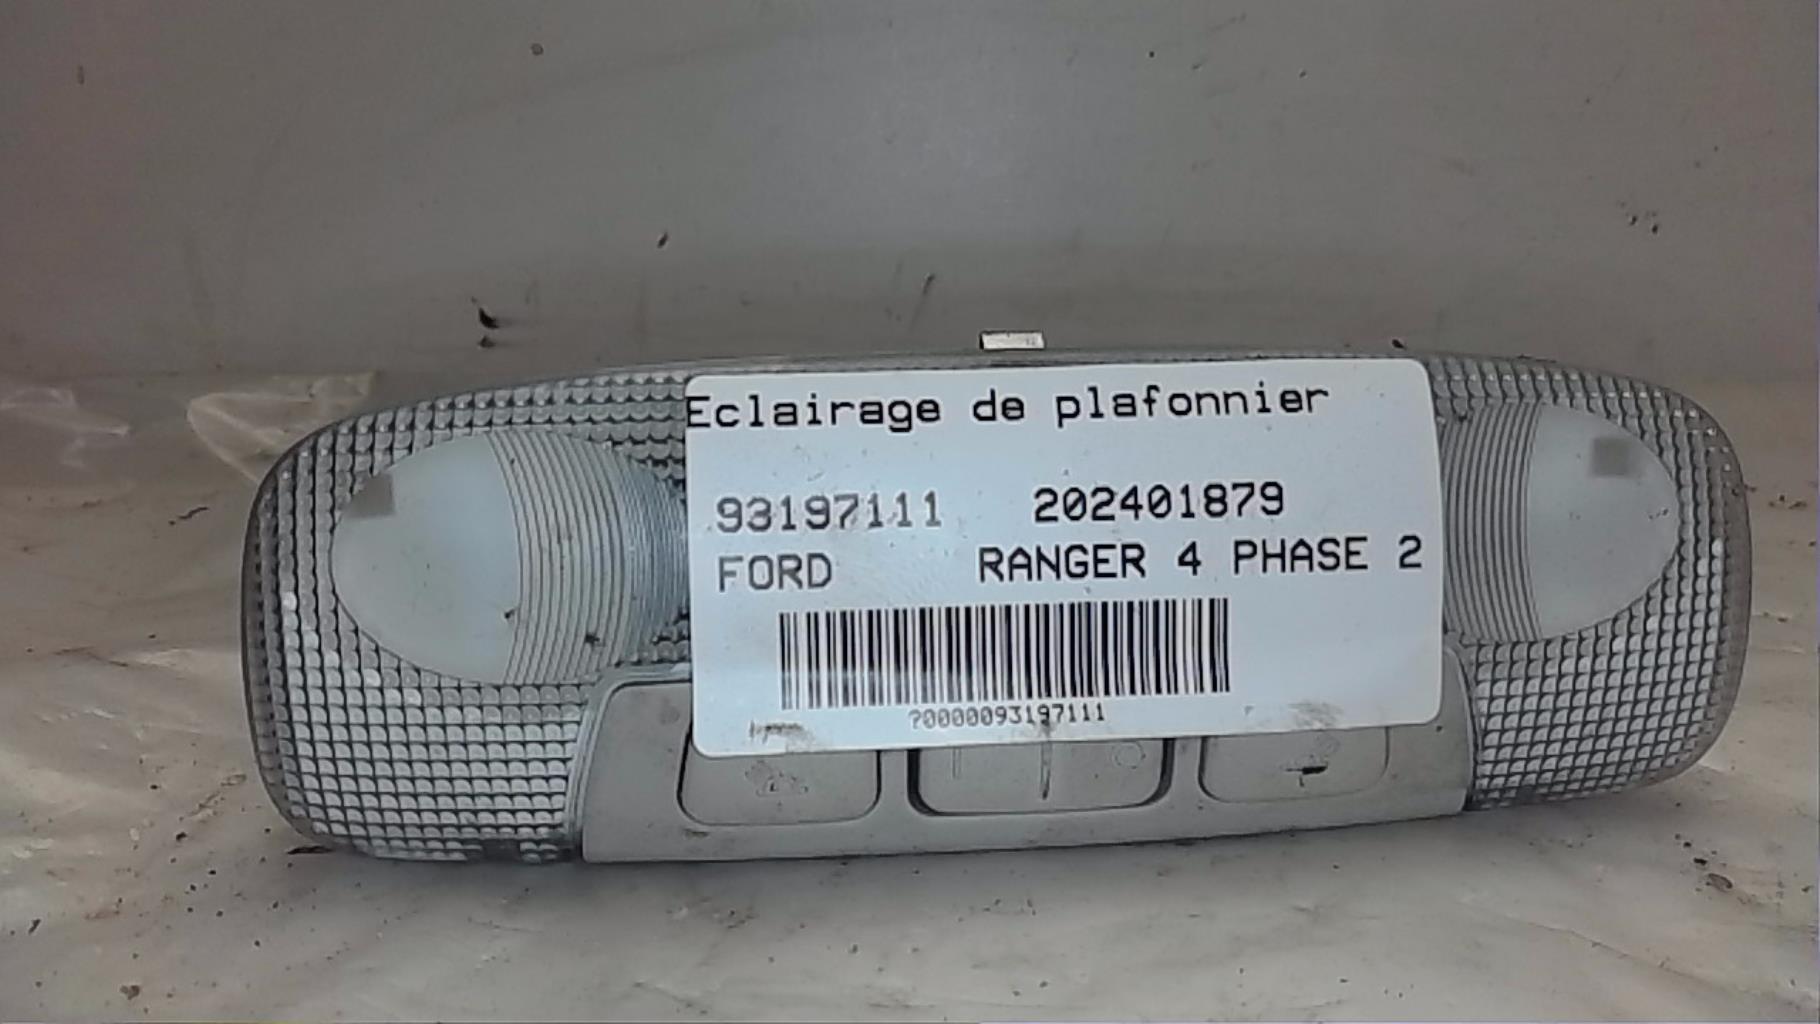 Eclairage de plafonnier
93197111 202401879
FORD RANGER 4 PHASE 2
?0000093197111